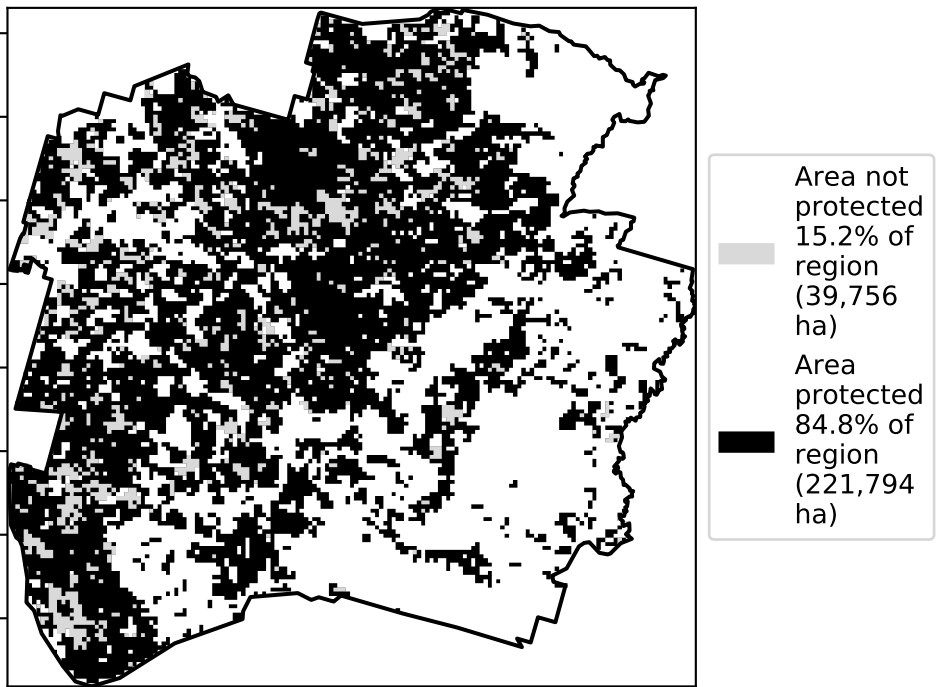 Area not
protected
15.2% of
region
(39,756
ha)
Area
protected
84.8% of
region
(221,794
ha)